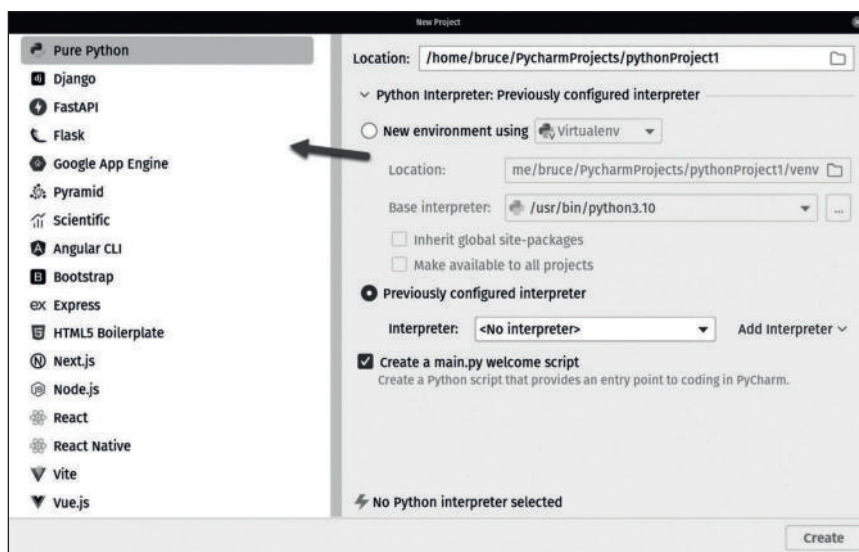 New Project
Pure Python
Django
FastAPI
Flask
Google App Engine
Pyramid
Scientific
Angular CLI
Bootstrap
Express
HTML5 Boilerplate
Next.js
Node.js
React
React Native
Vite
Vue.js
Location: /home/bruce/PycharmProjects/pythonProject1
Python Interpreter: Previously configured interpreter
New environment using Virtualenv
Location: me/bruce/PycharmProjects/pythonProject1/venv
Base interpreter: /usr/bin/python3.10 ...
Inherit global site-packages
Make available to all projects
Previously configured interpreter
Interpreter: <No interpreter> Add Interpreter
Create a main.py welcome script
Create a Python script that provides an entry point to coding in PyCharm.
No Python interpreter selected
Create